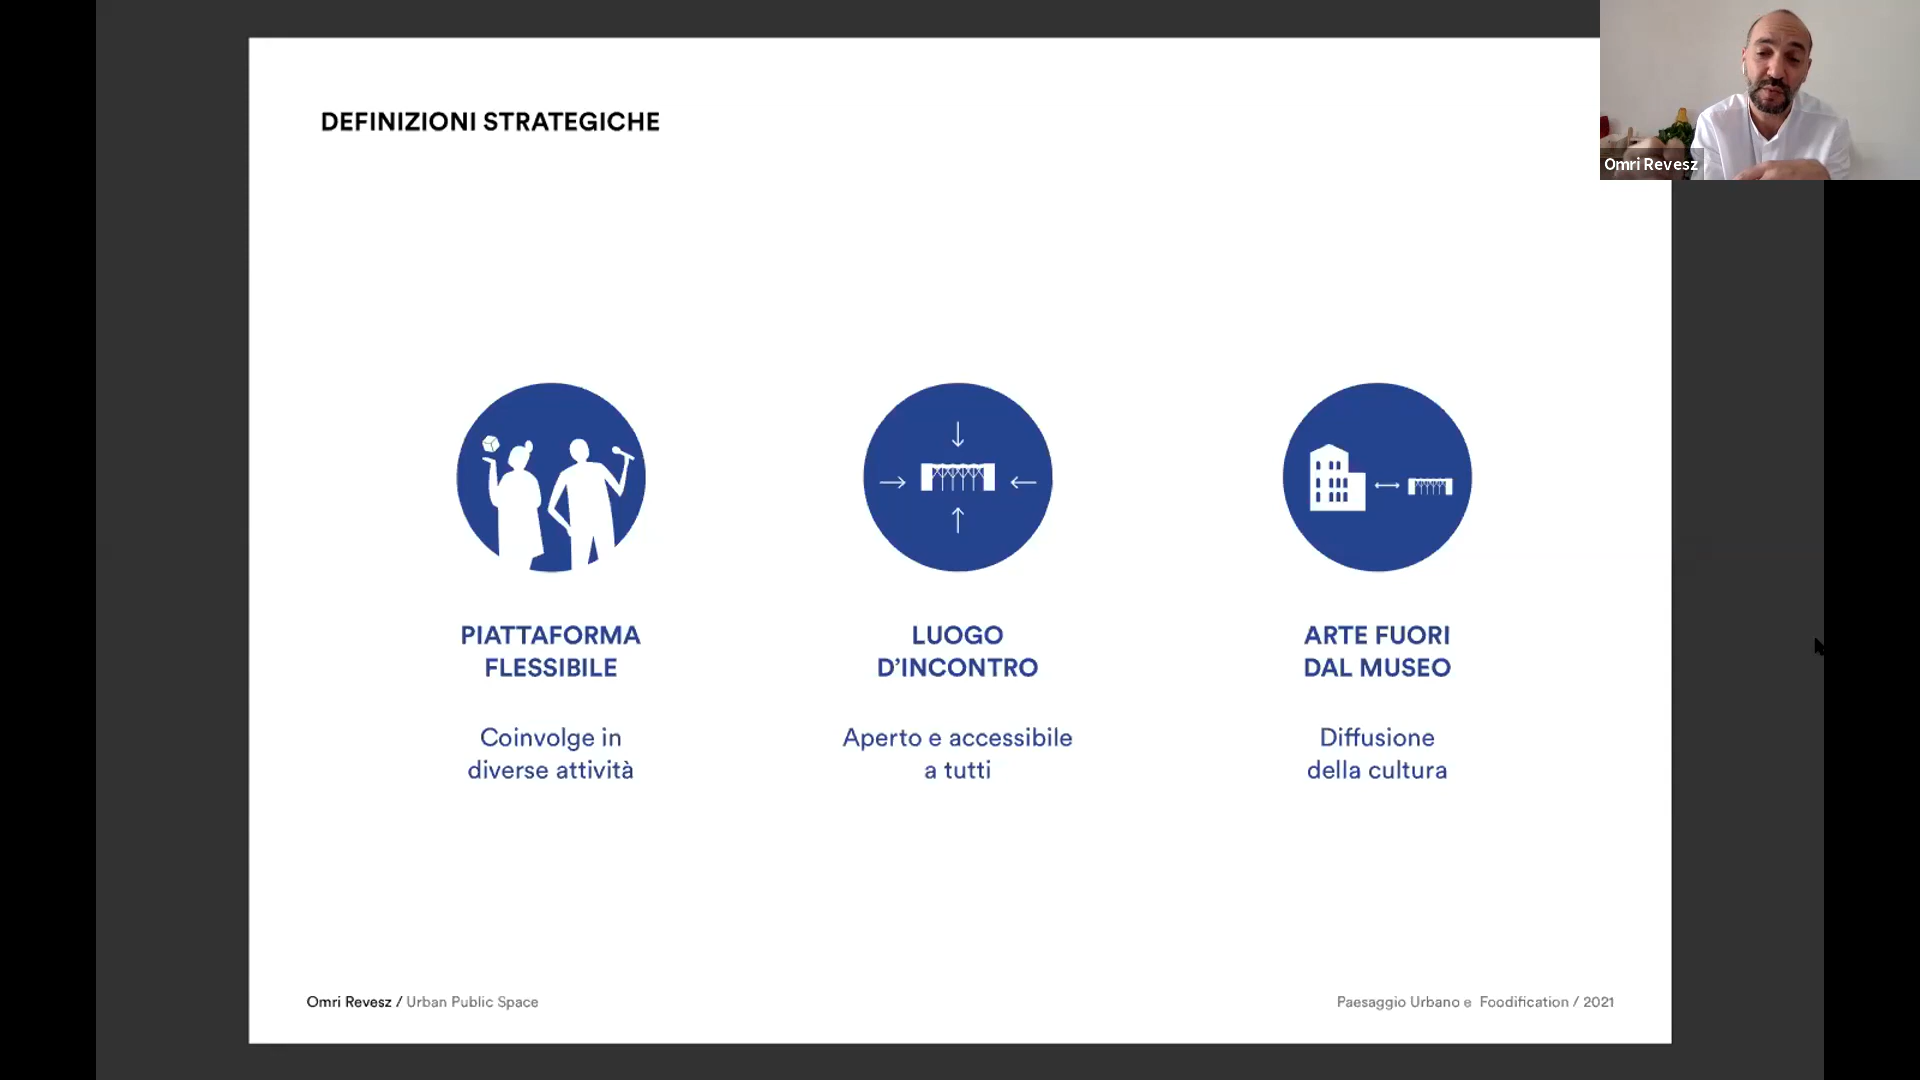 DEFINIZIONI STRATEGICHE
Omri Revesz
PIATTAFORMA
FLESSIBILE
Coinvolge in
diverse attività
LUOGO
D’INCONTRO
Aperto e accessibile
a tutti
ARTE FUORI
DAL MUSEO
Diffusione
della cultura
Omri Revesz / Urban Public Space
Paesaggio Urbano e Foodification / 2021